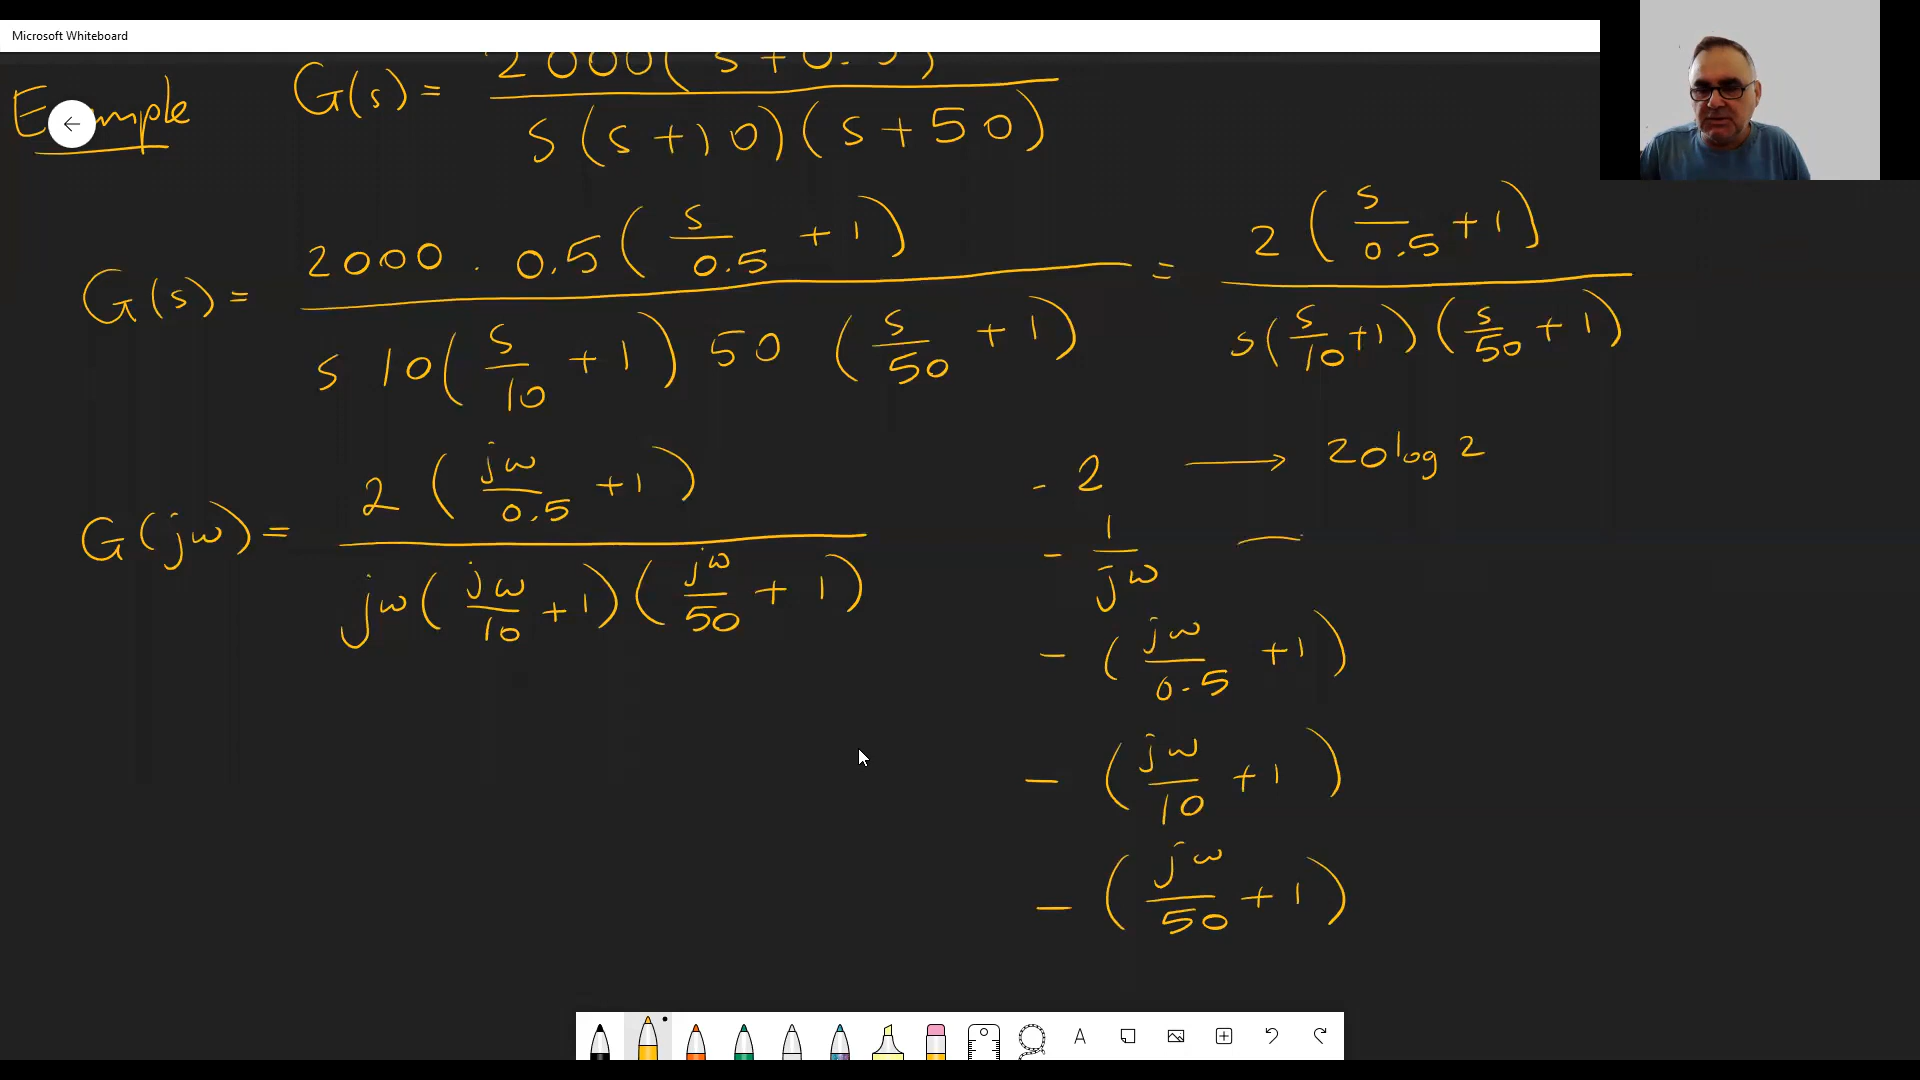 Microsoft Whiteboard
Example G(s) = 2000(s+0.5) / s(s+10)(s+50)
G(s) = 2000 . 0.5 (s/0.5 + 1) / s 10(s/10 + 1) 50 (s/50 + 1) = 2 (s/0.5 + 1) / s(s/10 + 1)(s/50 + 1)
G(jω) = 2 (jω/0.5 + 1) / jω(jω/10 + 1)(jω/50 + 1)
- 2 → 20log 2
- 1/jω —
- (jω/0.5 + 1)
- (jω/10 + 1)
- (jω/50 + 1)
A